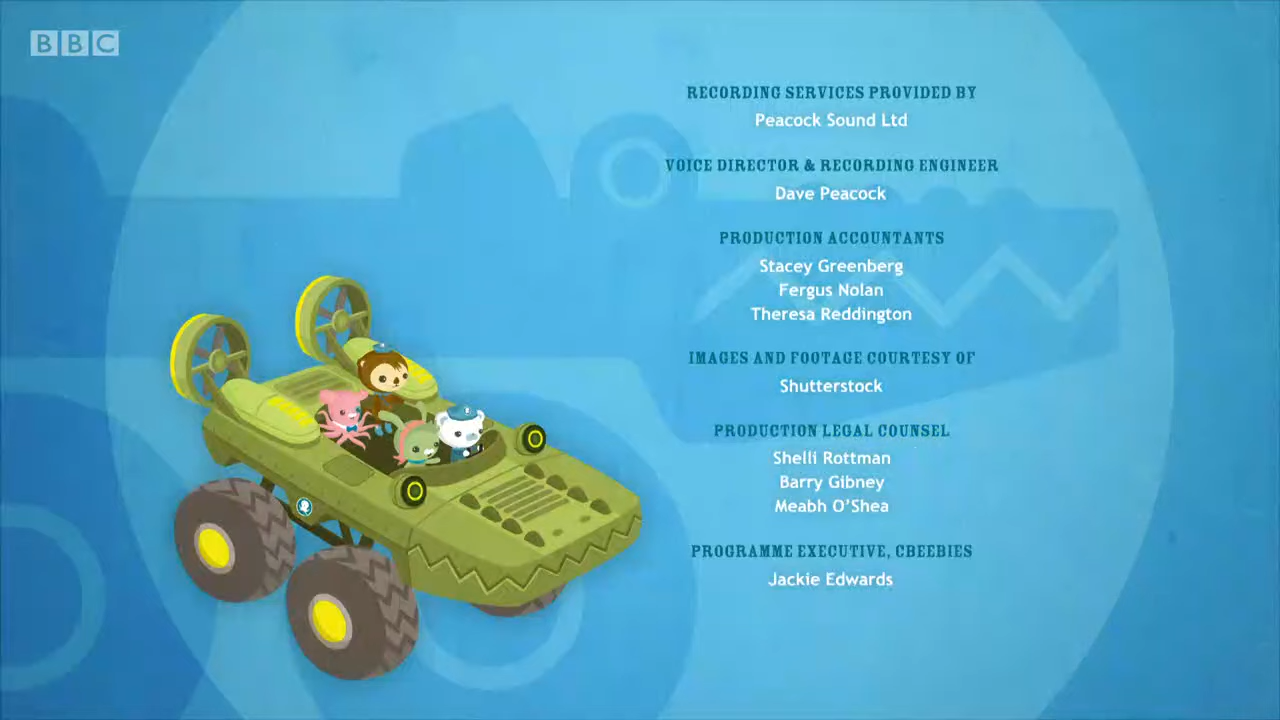 BBC
RECORDING SERVICES PROVIDED BY
Peacock Sound Ltd
VOICE DIRECTOR & RECORDING ENGINEER
Dave Peacock
PRODUCTION ACCOUNTANTS
Stacey Greenberg
Fergus Nolan
Theresa Reddington
IMAGES AND FOOTAGE COURTESY OF
Shutterstock
PRODUCTION LEGAL COUNSEL
Shelli Rottman
Barry Gibney
Meabh O’Shea
PROGRAMME EXECUTIVE, CBEEBIES
Jackie Edwards